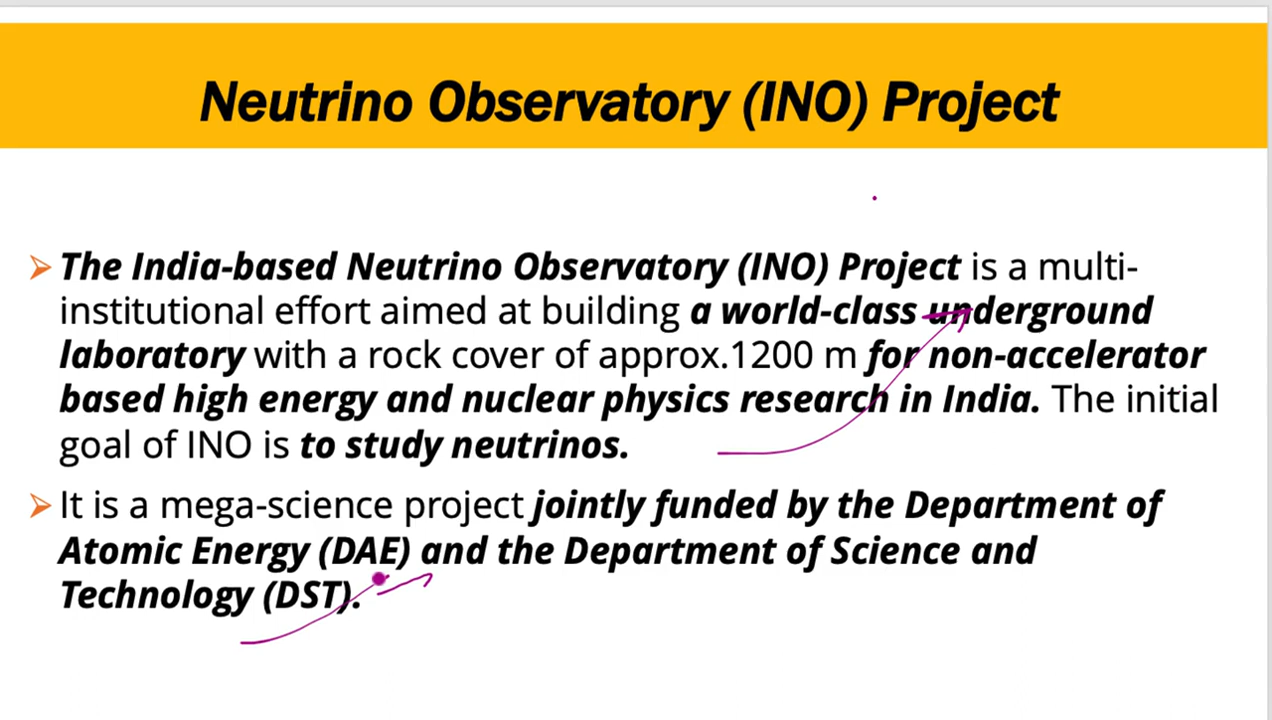 Neutrino Observatory (INO) Project
➢ The India-based Neutrino Observatory (INO) Project is a multi-
institutional effort aimed at building a world-class underground
laboratory with a rock cover of approx.1200 m for non-accelerator
based high energy and nuclear physics research in India. The initial
goal of INO is to study neutrinos.
➢ It is a mega-science project jointly funded by the Department of
Atomic Energy (DAE) and the Department of Science and
Technology (DST).